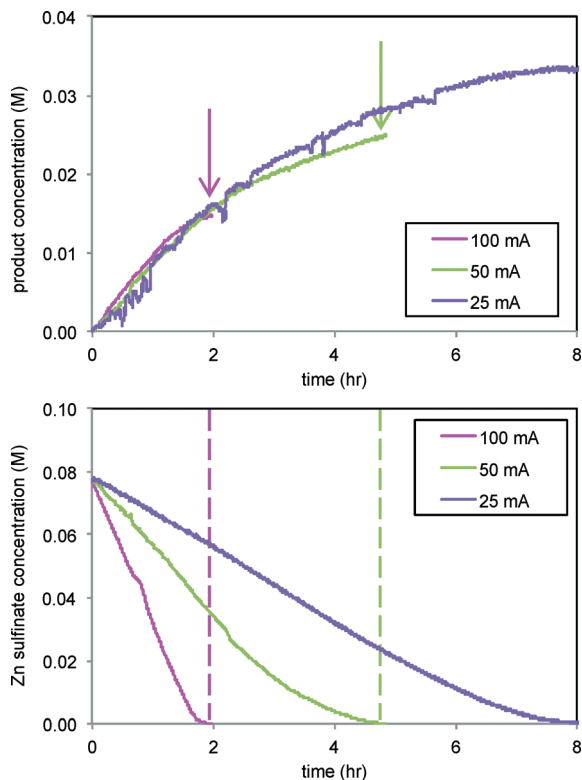 0.04
0.03
0.02
0.01
0.00
product concentration (M)
100 mA
50 mA
25 mA
0 2 4 6 8
time (hr)
0.10
0.08
0.06
0.04
0.02
0.00
Zn sulfinate concentration (M)
100 mA
50 mA
25 mA
0 2 4 6 8
time (hr)